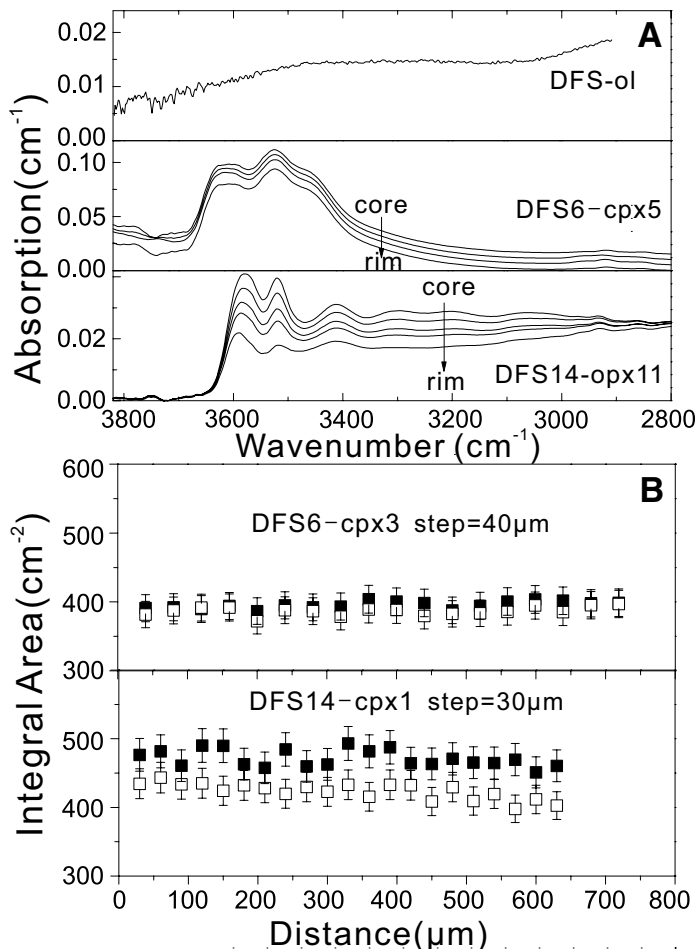 A
0.02
0.01
0.00
DFS-ol
Absorption(cm-1)
0.10
0.05
0.00
core
rim
DFS6-cpx5
0.02
0.00
core
rim
DFS14-opx11
3800 3600 3400 3200 3000 2800
Wavenumber (cm-1)
B
600
500
400
300
DFS6-cpx3 step=40μm
Integral Area(cm-2)
DFS14-cpx1 step=30μm
500
400
300
0 100 200 300 400 500 600 700 800
Distance(μm)